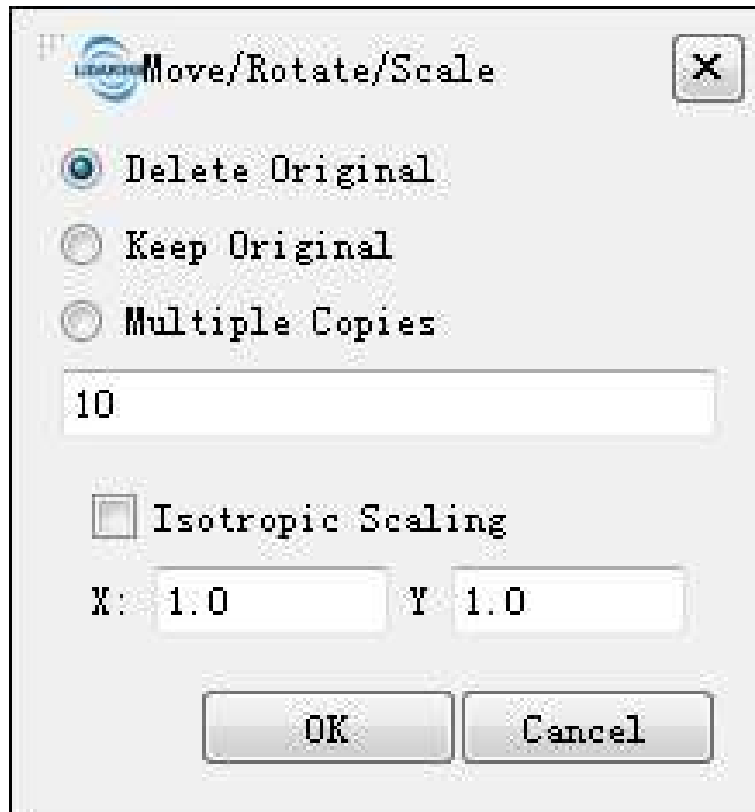 Move/Rotate/Scale
Delete Original
Keep Original
Multiple Copies
10
Isotropic Scaling
X: 1.0 Y 1.0
OK Cancel